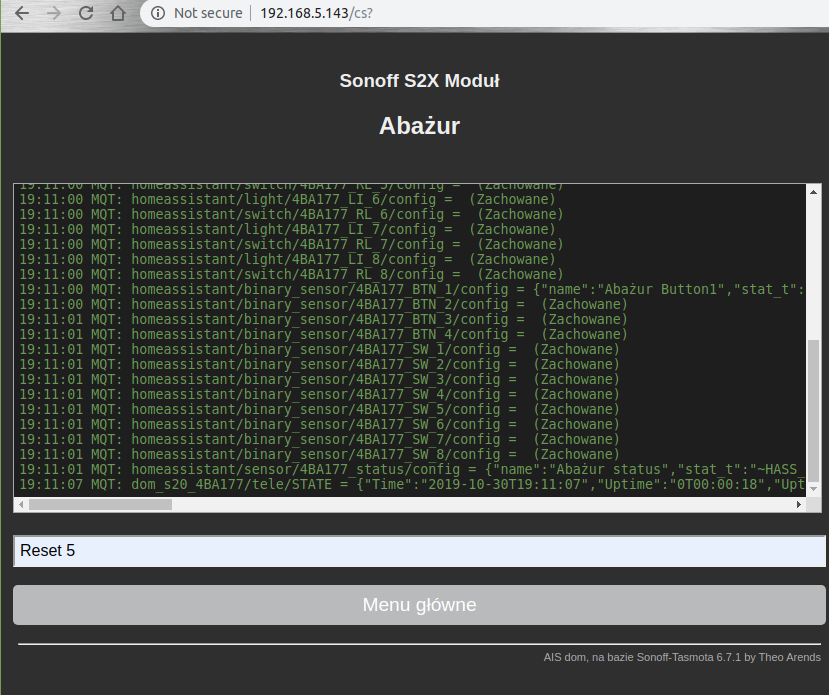 Not secure | 192.168.5.143/cs?
Sonoff S2X Moduł
Abażur
19:11:00 MQT: homeassistant/switch/4BA177_RL_5/config =  (Zachowane)
19:11:00 MQT: homeassistant/light/4BA177_LI_6/config =  (Zachowane)
19:11:00 MQT: homeassistant/switch/4BA177_RL_6/config =  (Zachowane)
19:11:00 MQT: homeassistant/light/4BA177_LI_7/config =  (Zachowane)
19:11:00 MQT: homeassistant/switch/4BA177_RL_7/config =  (Zachowane)
19:11:00 MQT: homeassistant/light/4BA177_LI_8/config =  (Zachowane)
19:11:00 MQT: homeassistant/switch/4BA177_RL_8/config =  (Zachowane)
19:11:00 MQT: homeassistant/binary_sensor/4BA177_BTN_1/config = {"name":"Abażur Button1","stat_t":
19:11:00 MQT: homeassistant/binary_sensor/4BA177_BTN_2/config =  (Zachowane)
19:11:01 MQT: homeassistant/binary_sensor/4BA177_BTN_3/config =  (Zachowane)
19:11:01 MQT: homeassistant/binary_sensor/4BA177_BTN_4/config =  (Zachowane)
19:11:01 MQT: homeassistant/binary_sensor/4BA177_SW_1/config =  (Zachowane)
19:11:01 MQT: homeassistant/binary_sensor/4BA177_SW_2/config =  (Zachowane)
19:11:01 MQT: homeassistant/binary_sensor/4BA177_SW_3/config =  (Zachowane)
19:11:01 MQT: homeassistant/binary_sensor/4BA177_SW_4/config =  (Zachowane)
19:11:01 MQT: homeassistant/binary_sensor/4BA177_SW_5/config =  (Zachowane)
19:11:01 MQT: homeassistant/binary_sensor/4BA177_SW_6/config =  (Zachowane)
19:11:01 MQT: homeassistant/binary_sensor/4BA177_SW_7/config =  (Zachowane)
19:11:01 MQT: homeassistant/binary_sensor/4BA177_SW_8/config =  (Zachowane)
19:11:01 MQT: homeassistant/sensor/4BA177_status/config = {"name":"Abażur status","stat_t":"~HASS_
19:11:07 MQT: dom_s20_4BA177/tele/STATE = {"Time":"2019-10-30T19:11:07","Uptime":"0T00:00:18","Upt
Reset 5
Menu główne
AIS dom, na bazie Sonoff-Tasmota 6.7.1 by Theo Arends